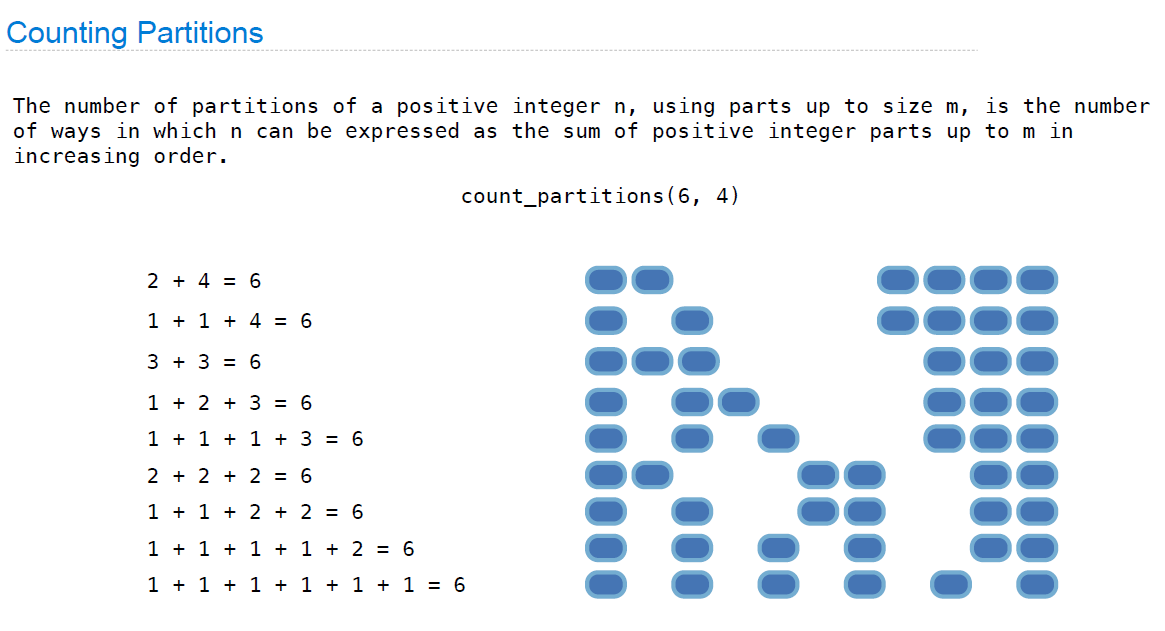 Counting Partitions
The number of partitions of a positive integer n, using parts up to size m, is the number
of ways in which n can be expressed as the sum of positive integer parts up to m in
increasing order.
count_partitions(6, 4)
2 + 4 = 6
1 + 1 + 4 = 6
3 + 3 = 6
1 + 2 + 3 = 6
1 + 1 + 1 + 3 = 6
2 + 2 + 2 = 6
1 + 1 + 2 + 2 = 6
1 + 1 + 1 + 1 + 2 = 6
1 + 1 + 1 + 1 + 1 + 1 = 6